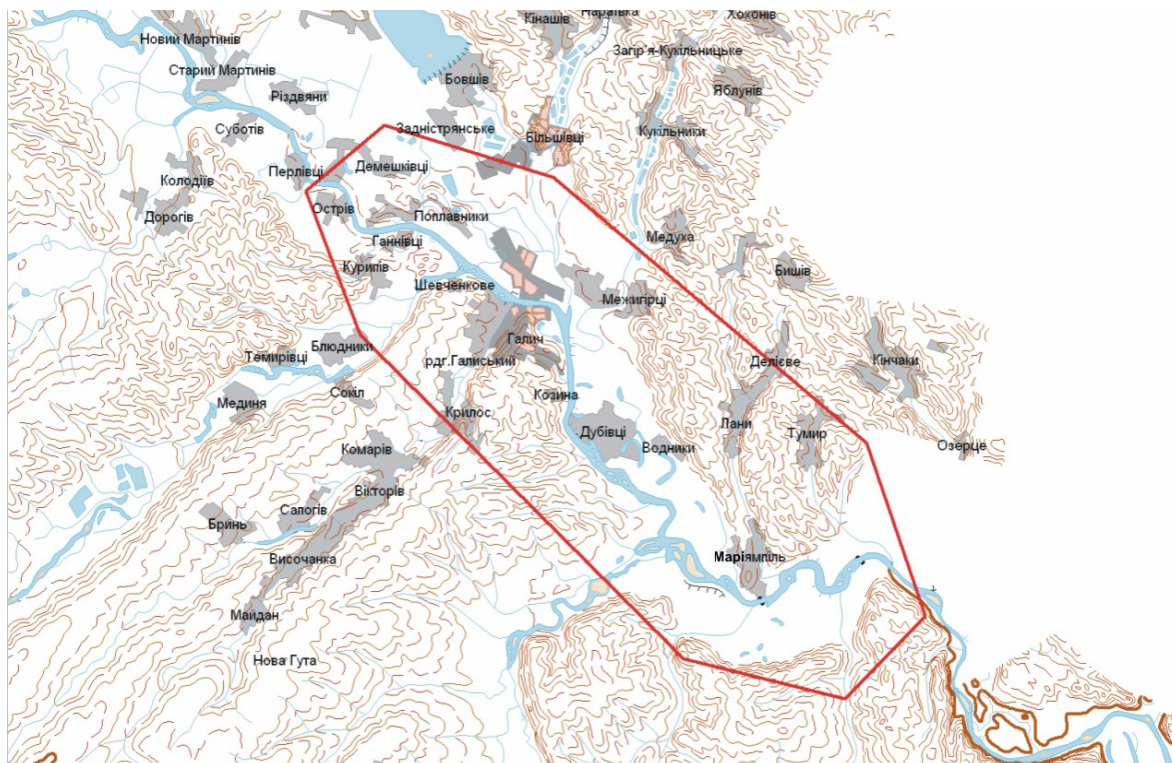 Кінашів
Нараївка
Хохонів
Новий Мартинів
Загір'я-Кукільницьке
Старий Мартинів
Бовшів
Різдвяни
Яблунів
Суботів
Задністрянське
Більшівці
Кукільники
Перлівці
Демешківці
Колодіїв
Дорогів
Острів
Поплавники
Ганнівці
Медуха
Курипів
Бишів
Шевченкове
Межигірці
Блюдники
Галич
Темирівці
рдг.Галиський
Делієве
Кінчаки
Сокіл
Козина
Мединя
Крилос
Лани
Дубівці
Тумир
Комарів
Водники
Озерце
Вікторів
Сапогів
Бринь
Височанка
Маріямпіль
Майдан
Нова Гута